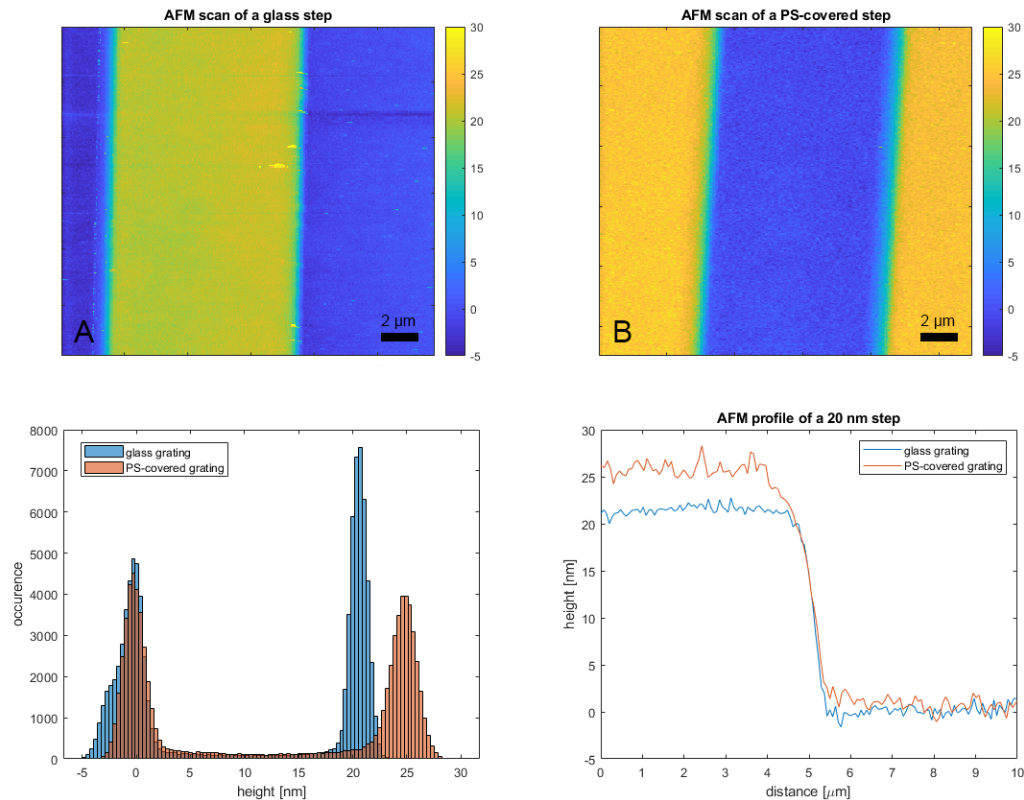 AFM scan of a glass step
30
25
20
15
10
5
0
-5
A
2 µm
AFM scan of a PS-covered step
30
25
20
15
10
5
0
-5
B
2 µm
8000
7000
6000
5000
4000
3000
2000
1000
0
occurence
glass grating
PS-covered grating
-5 0 5 10 15 20 25 30
height [nm]
AFM profile of a 20 nm step
30
25
20
15
10
5
0
-5
height [nm]
glass grating
PS-covered grating
0 1 2 3 4 5 6 7 8 9 10
distance [μm]